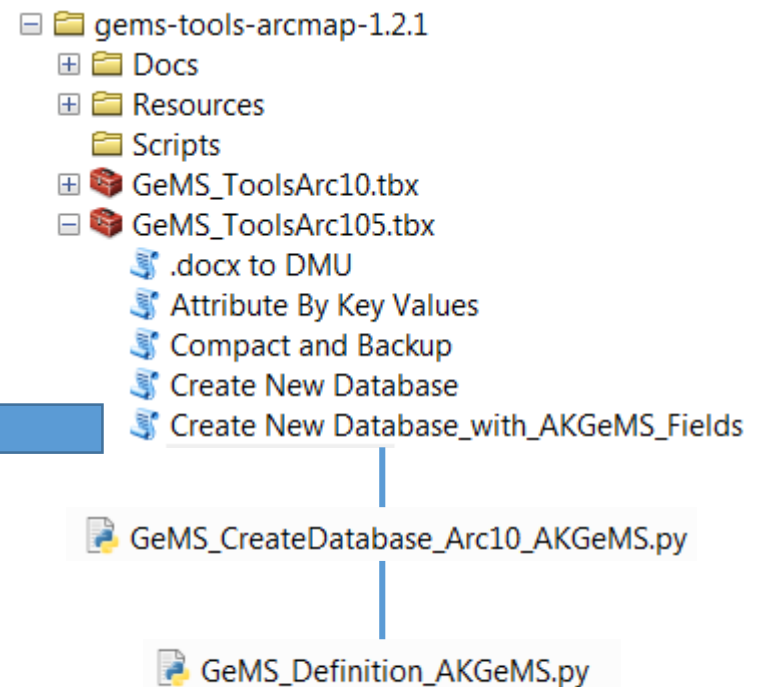 gems-tools-arcmap-1.2.1
Docs
Resources
Scripts
GeMS_ToolsArc10.tbx
GeMS_ToolsArc105.tbx
.docx to DMU
Attribute By Key Values
Compact and Backup
Create New Database
Create New Database_with_AKGeMS_Fields
GeMS_CreateDatabase_Arc10_AKGeMS.py
GeMS_Definition_AKGeMS.py